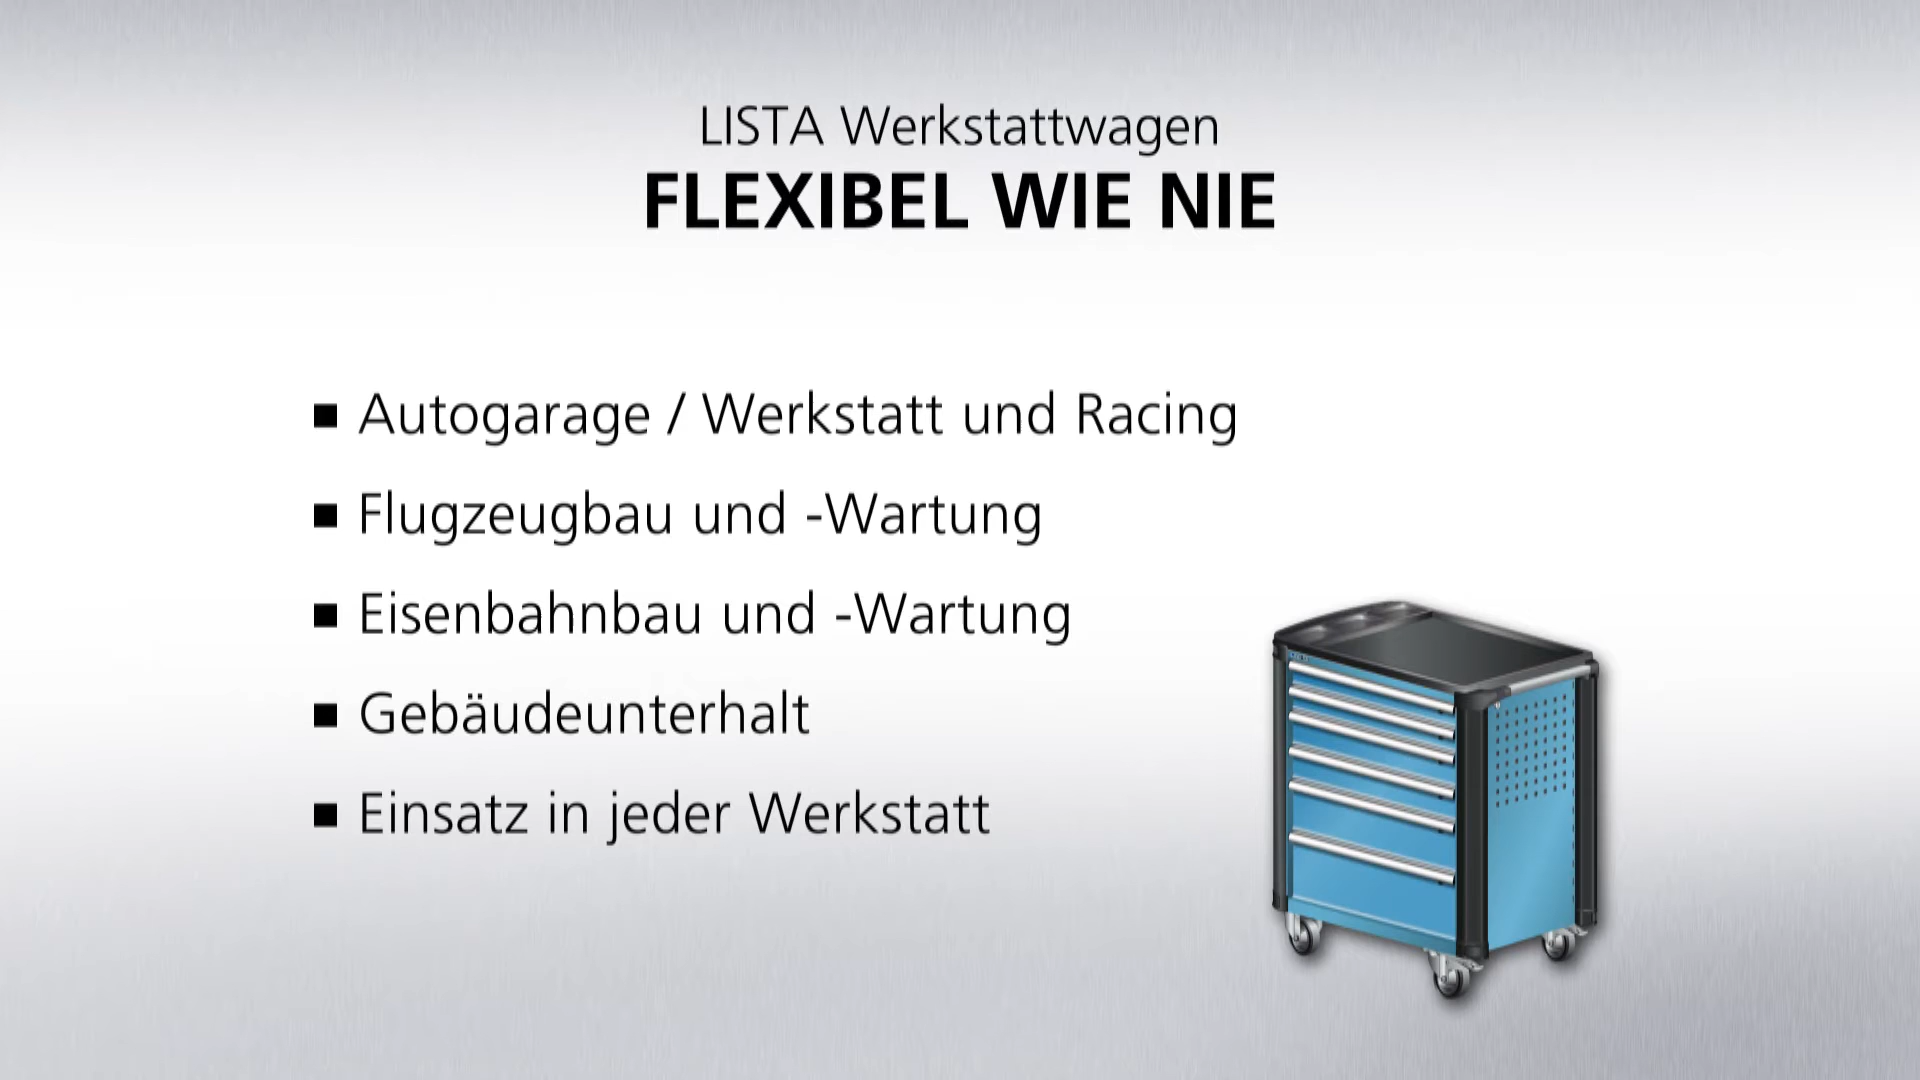 LISTA Werkstattwagen
FLEXIBEL WIE NIE
▪ Autogarage / Werkstatt und Racing
▪ Flugzeugbau und -Wartung
▪ Eisenbahnbau und -Wartung
▪ Gebäudeunterhalt
▪ Einsatz in jeder Werkstatt